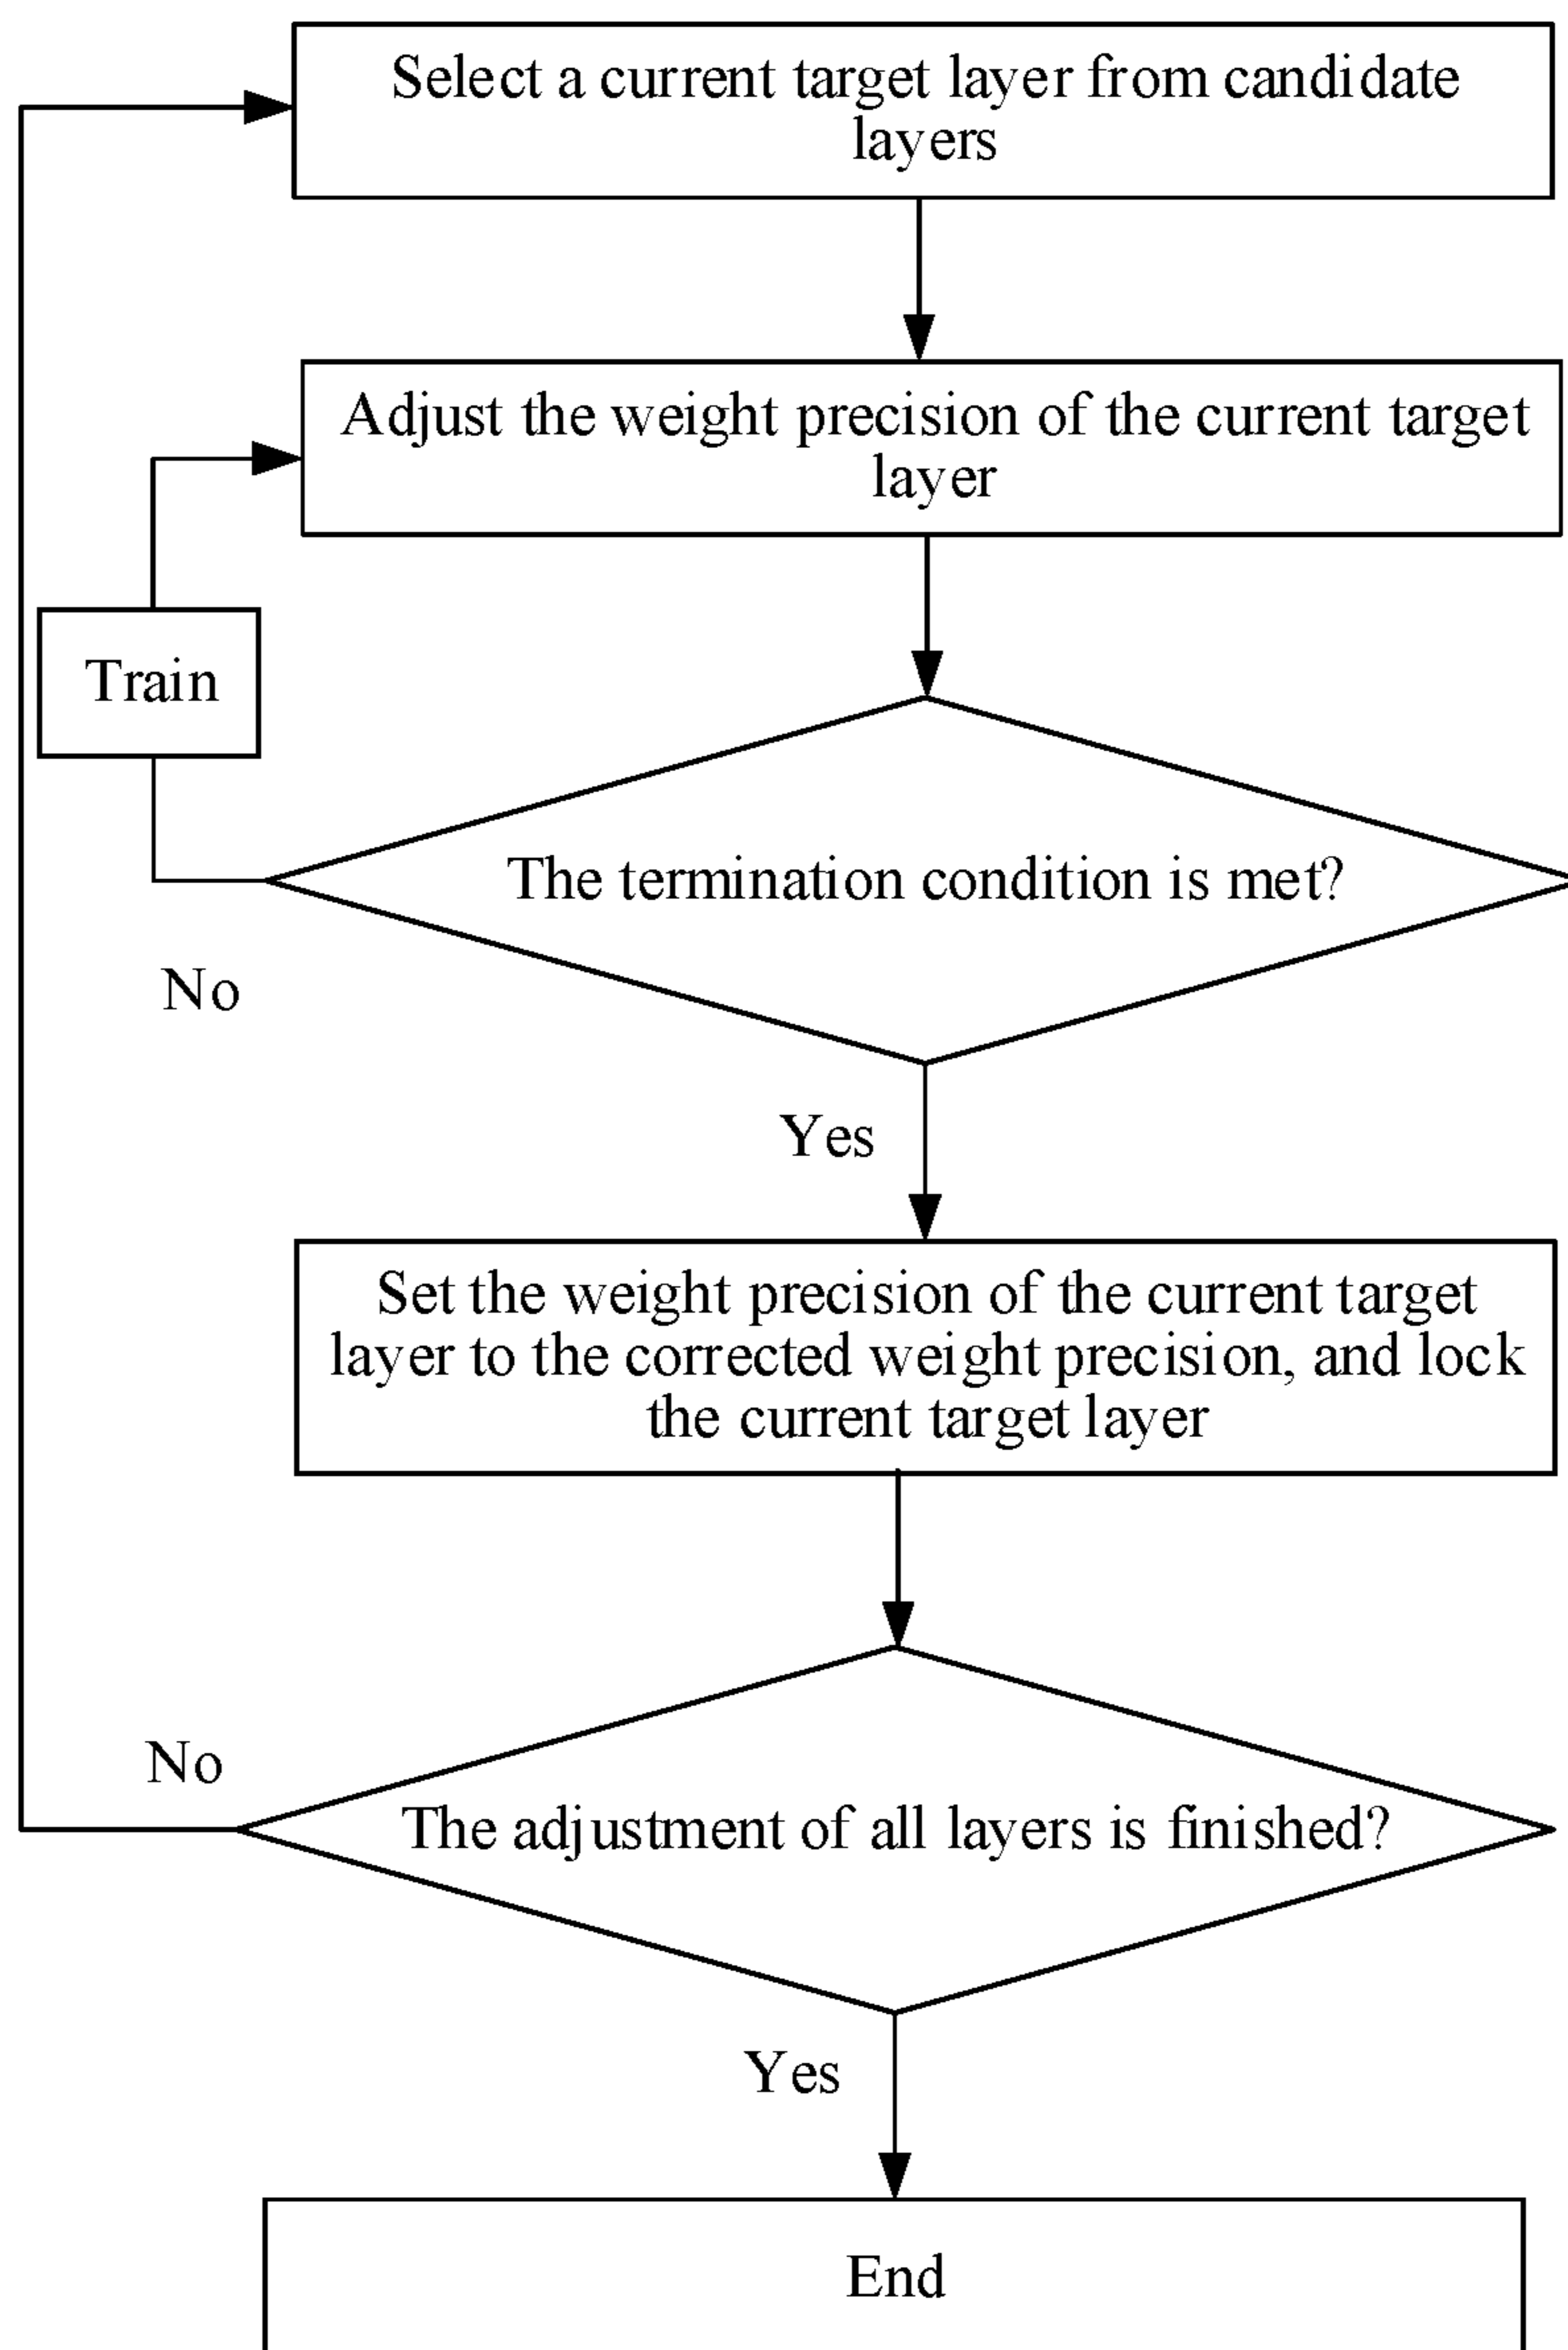 Select a current target layer from candidate
layers
Adjust the weight precision of the current target
layer
Train
The termination condition is met?
No
Yes
Set the weight precision of the current target
layer to the corrected weight precision, and lock
the current target layer
No
The adjustment of all layers is finished?
Yes
End